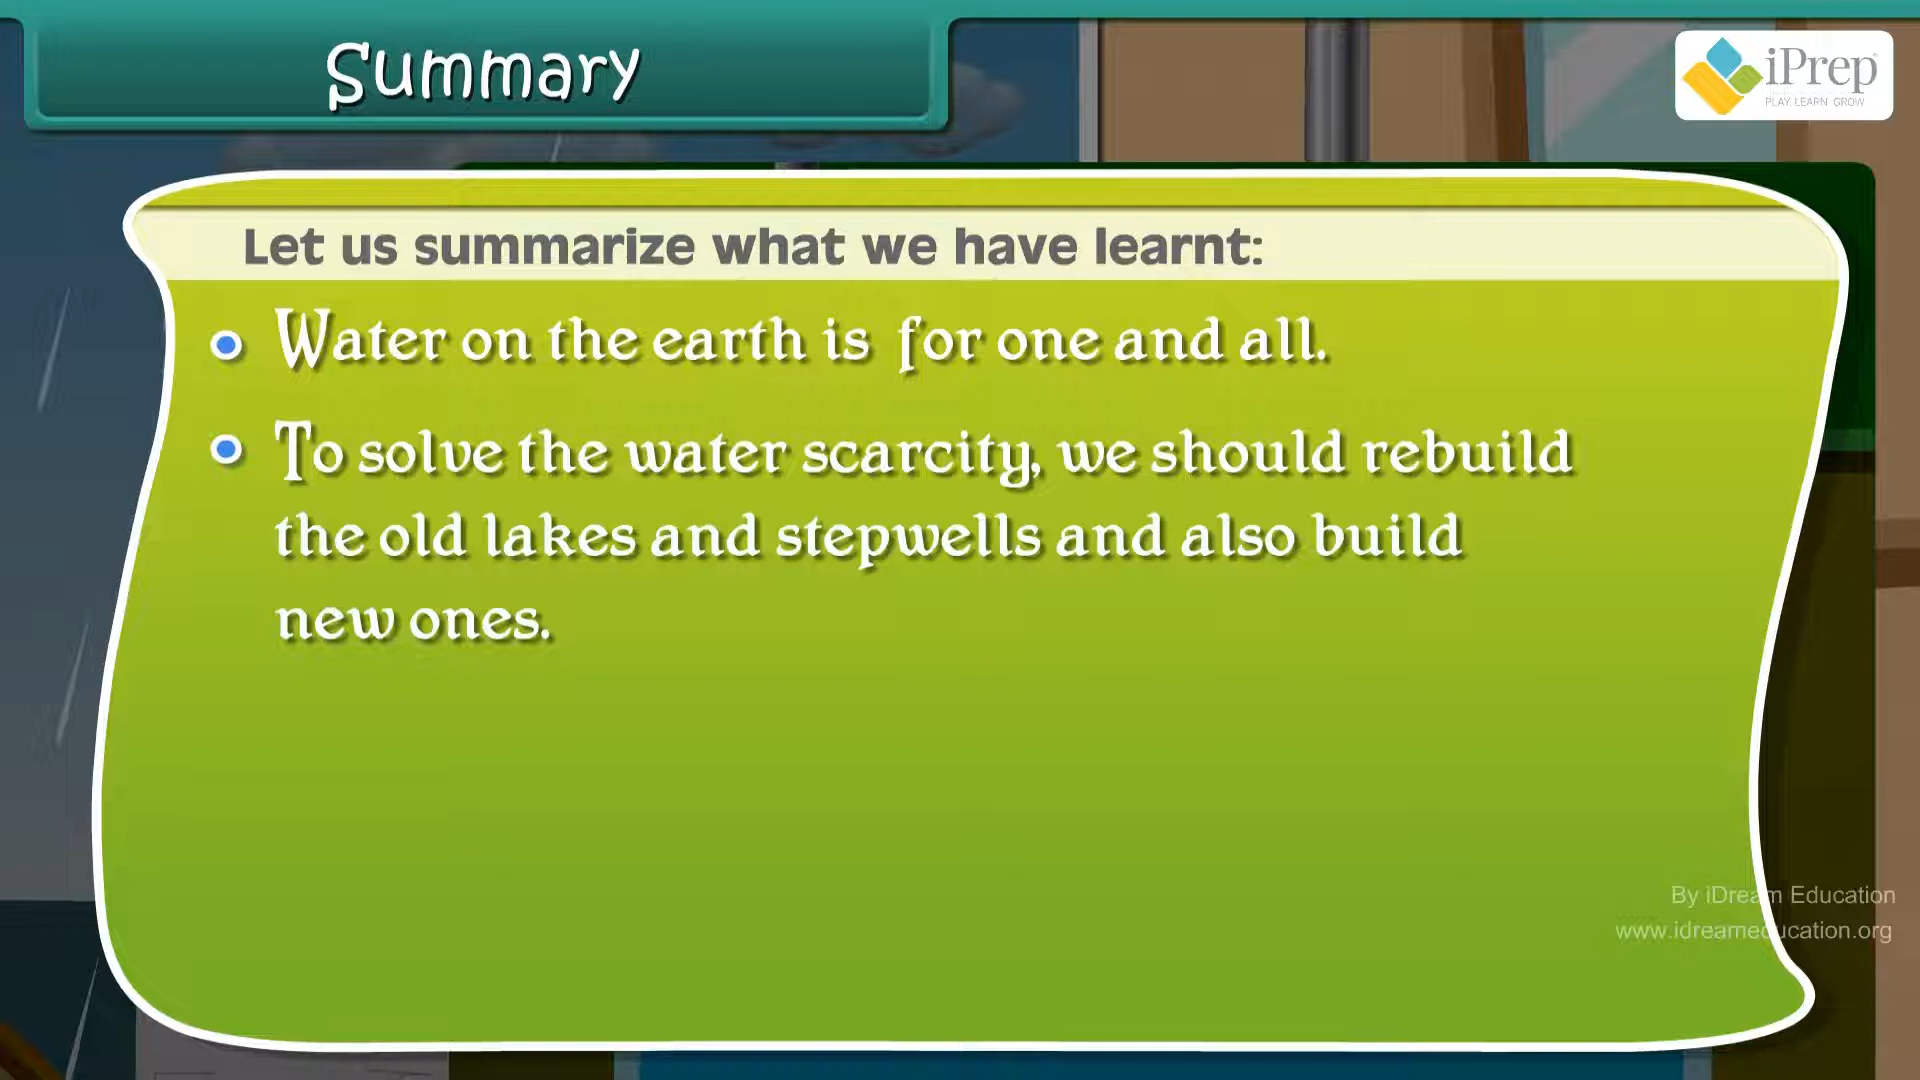 Summary
iPrep
PLAY. LEARN. GROW
Let us summarize what we have learnt:
Water on the earth is for one and all.
To solve the water scarcity, we should rebuild
the old lakes and stepwells and also build
new ones.
By iDream Education
www.idreameducation.org